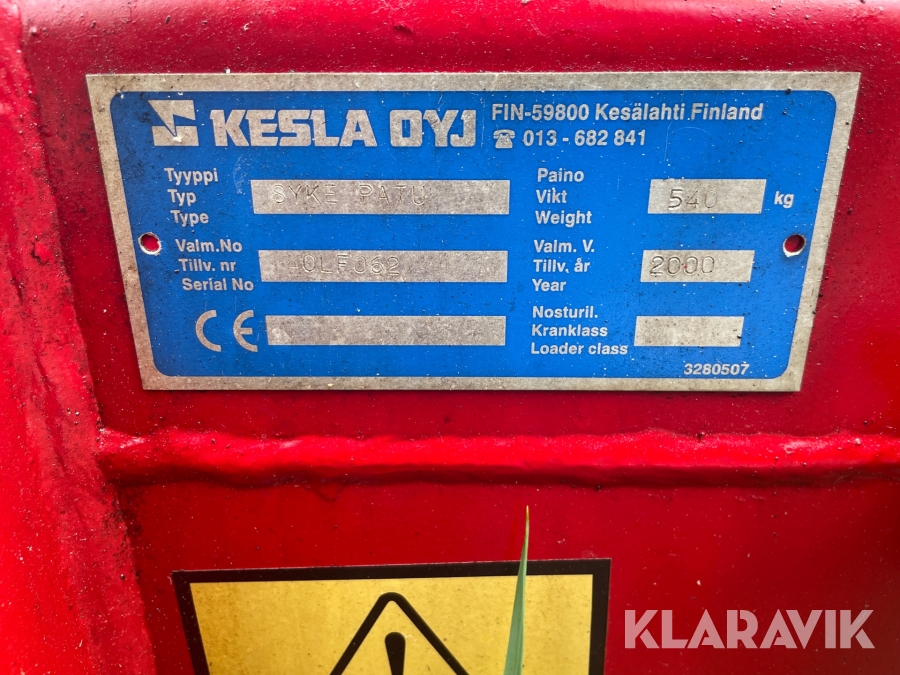 KESLA OYJ
FIN-59800 Kesälahti Finland
☎ 013 - 682 841
Tyyppi
Typ
Type
SYKE PATU
Paino
Vikt
Weight
540 kg
Valm.No
Tillv. nr
Serial No
Valm. V.
Tillv. år
Year
2000
CE
Nosturil.
Kranklass
Loader class
3280507
KLARAVIK